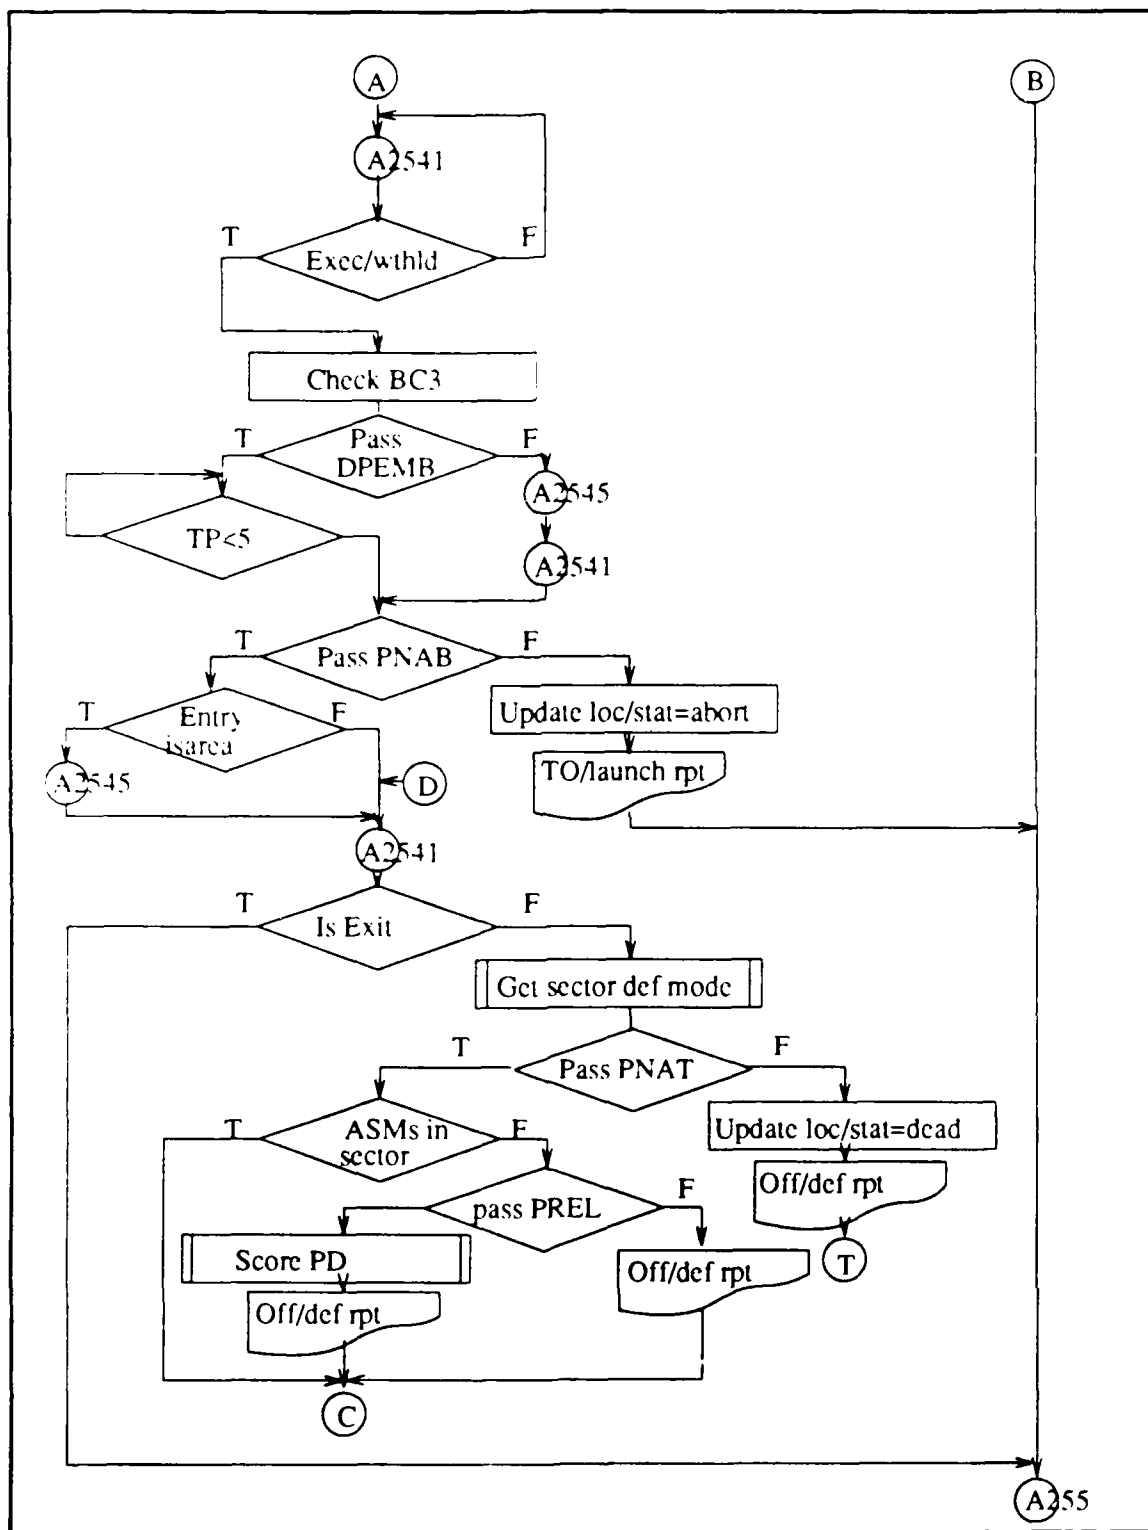 A
B
A2541
T
F
Exec/wthld
Check BC3
T
Pass
DPEMB
F
A2545
TP<5
A2541
T
Pass PNAB
F
T
Entry
isarea
F
Update loc/stat=abort
A2545
D
TO/launch rpt
A2541
T
Is Exit
F
Get sector def mode
T
Pass PNAT
F
T
ASMs in
sector
F
Update loc/stat=dead
pass PREL
F
Off/def rpt
Score PD
Off/def rpt
T
Off/def rpt
C
A255